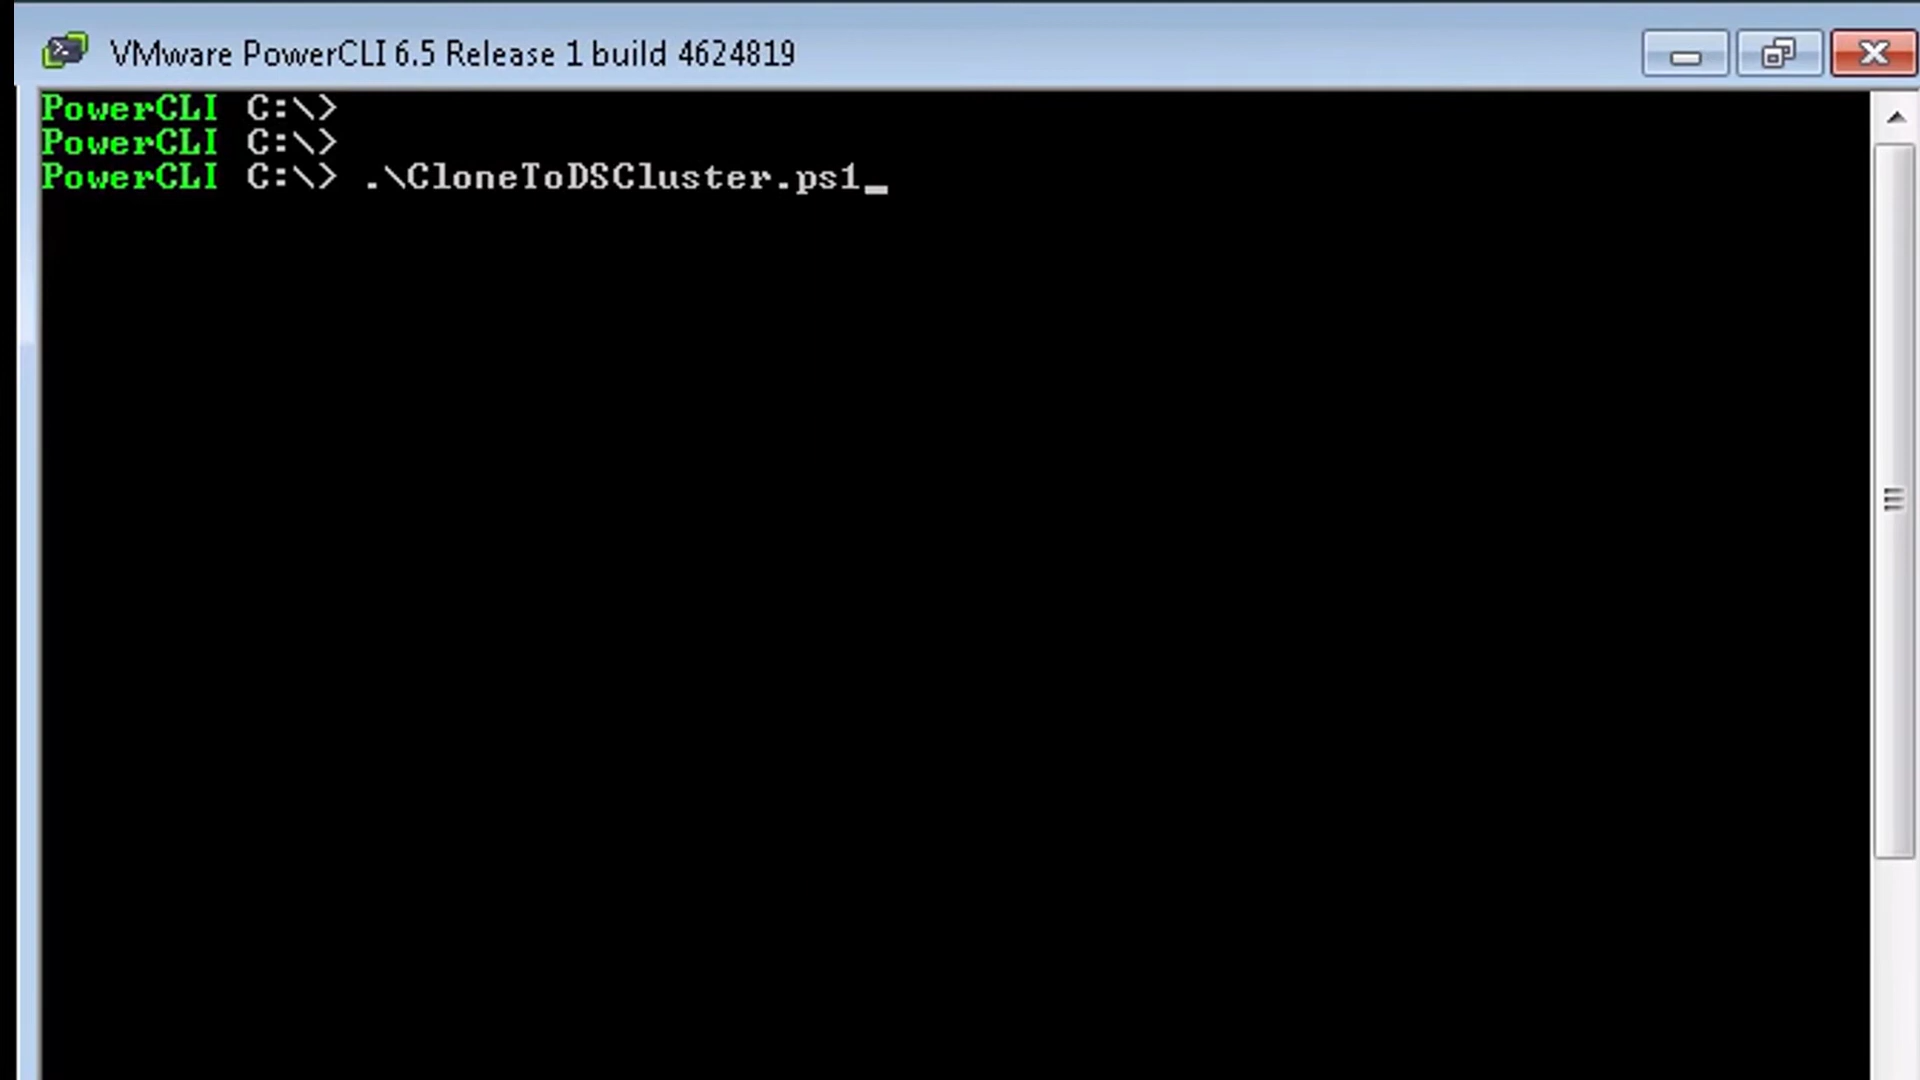 VMware PowerCLI 6.5 Release 1 build 4624819
PowerCLI C:\>
PowerCLI C:\>
PowerCLI C:\> .\CloneToDSCluster.ps1_